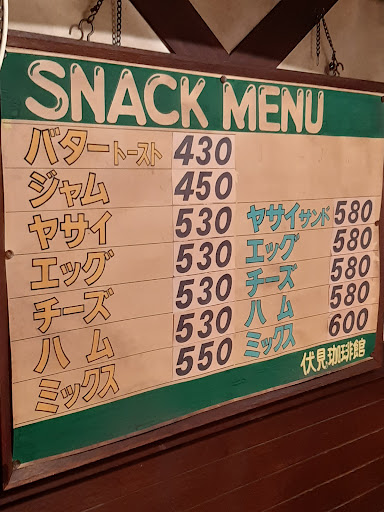 SNACK MENU
バタートースト 430
ジャム 450
ヤサイ 530
エッグ 530
チーズ 530
ハム 530
ミックス 550
ヤサイサンド 580
エッグ 580
チーズ 580
ハム 580
ミックス 600
伏見珈琲館